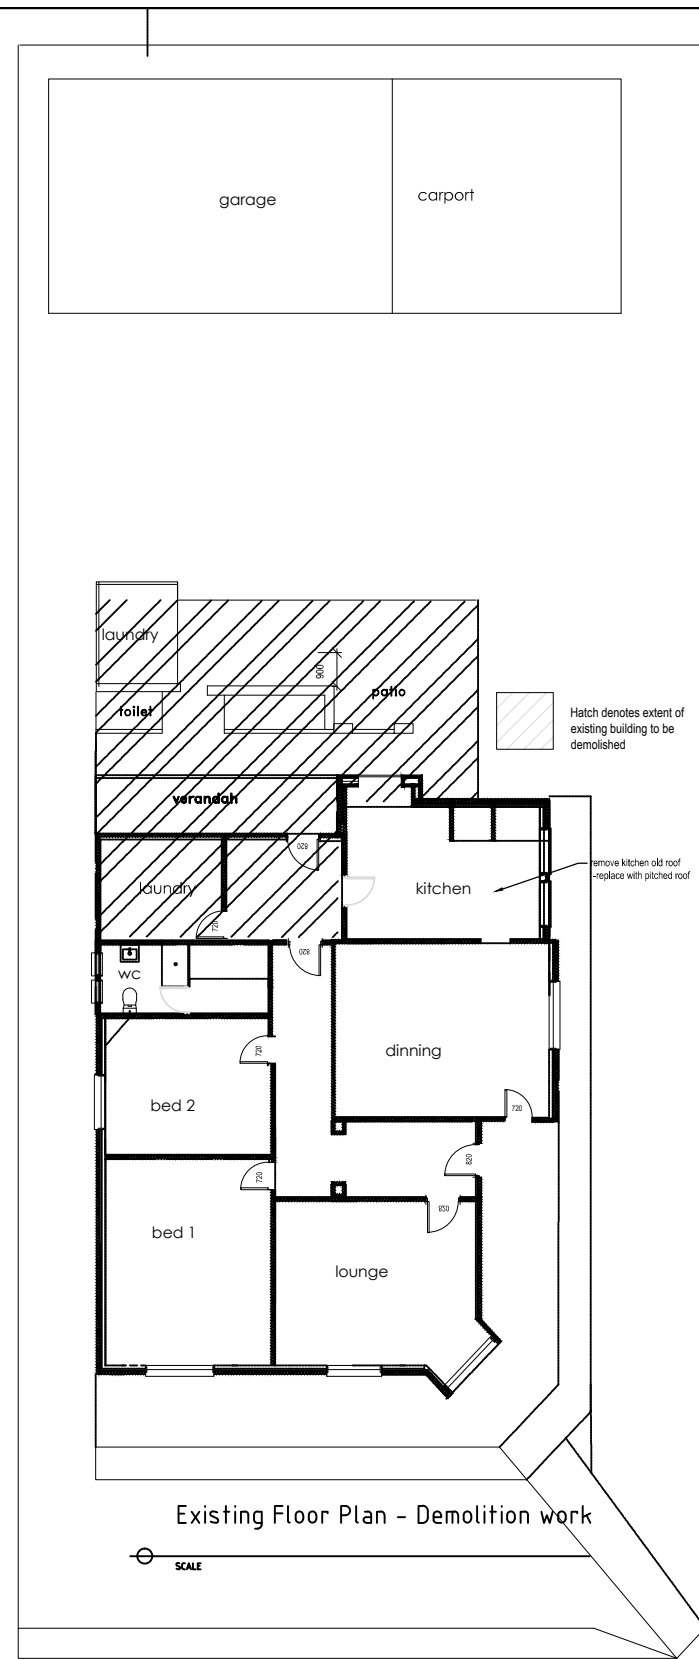 garage
carport
laundry
900
patio
toilet
Hatch denotes extent of
existing building to be
demolished
verandah
820
remove kitchen old roof
-replace with pitched roof
laundry
kitchen
720
820
wc
dinning
720
bed 2
720
820
720
820
bed 1
lounge
Existing Floor Plan - Demolition work
SCALE